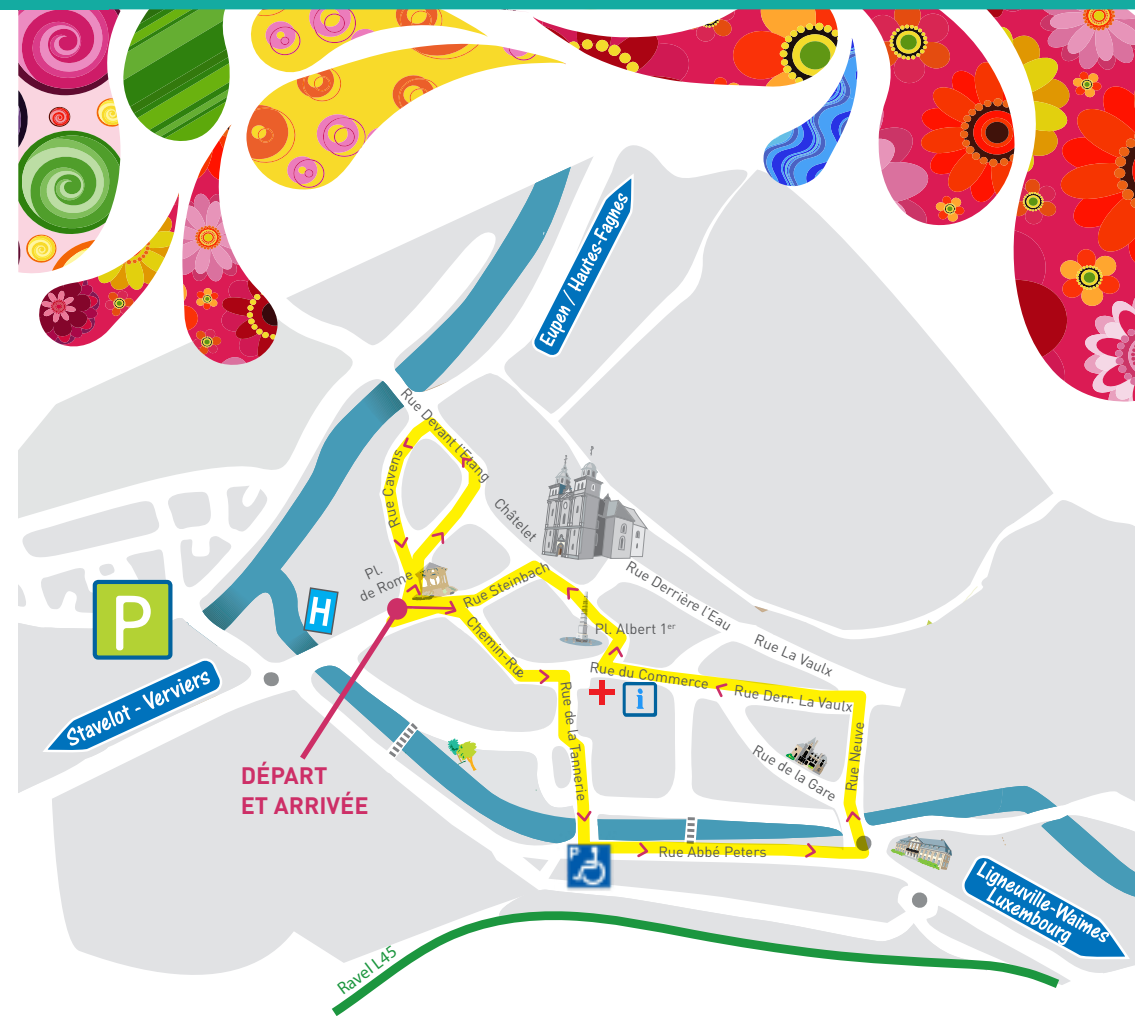 Eupen / Hautes-Fagnes
Rue Devant l'Etang
Rue Cavens
Châtelet
Pl.
de Rome
Rue Steinbach
Rue Derrière l'Eau
H
P
Chemin-Rue
Pl. Albert 1er
Rue La Vaulx
Rue du Commerce
Rue Derr. La Vaulx
i
Stavelot - Verviers
Rue de la Tannerie
Rue Neuve
Rue de la Gare
DÉPART
ET ARRIVÉE
P
Rue Abbé Peters
Ligneuville-Waimes
Luxembourg
Ravel L45